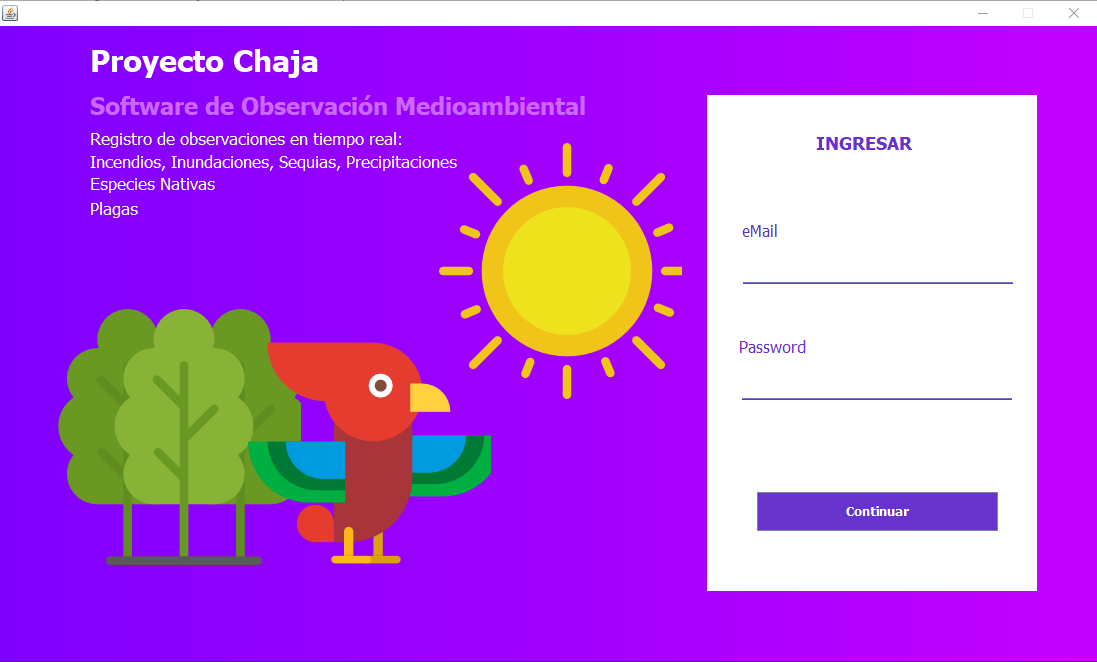 Proyecto Chaja
Software de Observación Medioambiental
Registro de observaciones en tiempo real:
Incendios, Inundaciones, Sequias, Precipitaciones
Especies Nativas
Plagas
INGRESAR
eMail
Password
Continuar